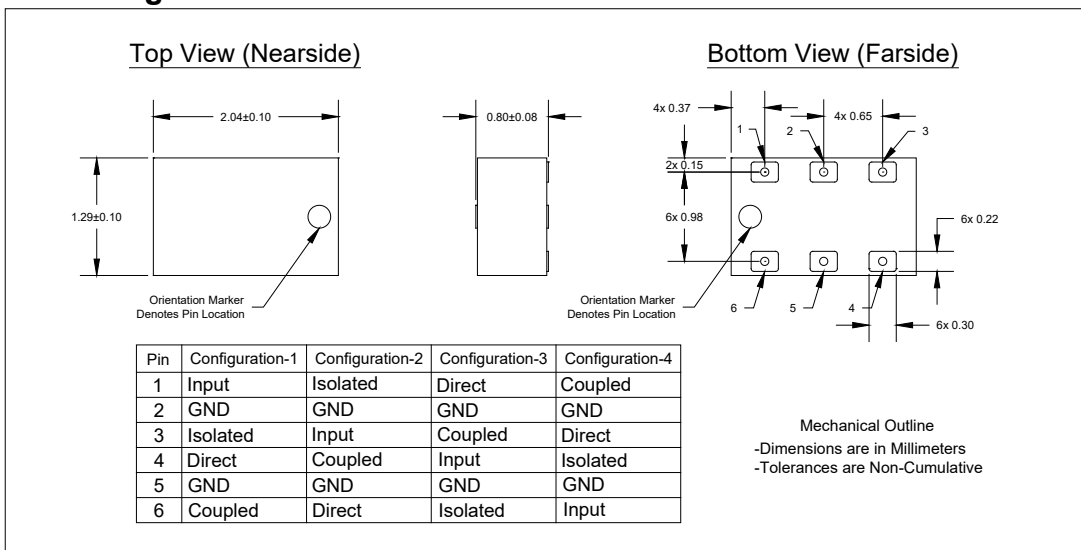 Top View (Nearside)
Bottom View (Farside)
2.04±0.10
0.80±0.08
4x 0.37
4x 0.65
1
2
3
2x 0.15
1.29±0.10
6x 0.98
6x 0.22
Orientation Marker
Denotes Pin Location
Orientation Marker
Denotes Pin Location
6
5
4
6x 0.30
Pin Configuration-1 Configuration-2 Configuration-3 Configuration-4
1 Input Isolated Direct Coupled
2 GND GND GND GND
3 Isolated Input Coupled Direct
4 Direct Coupled Input Isolated
5 GND GND GND GND
6 Coupled Direct Isolated Input
Mechanical Outline
-Dimensions are in Millimeters
-Tolerances are Non-Cumulative